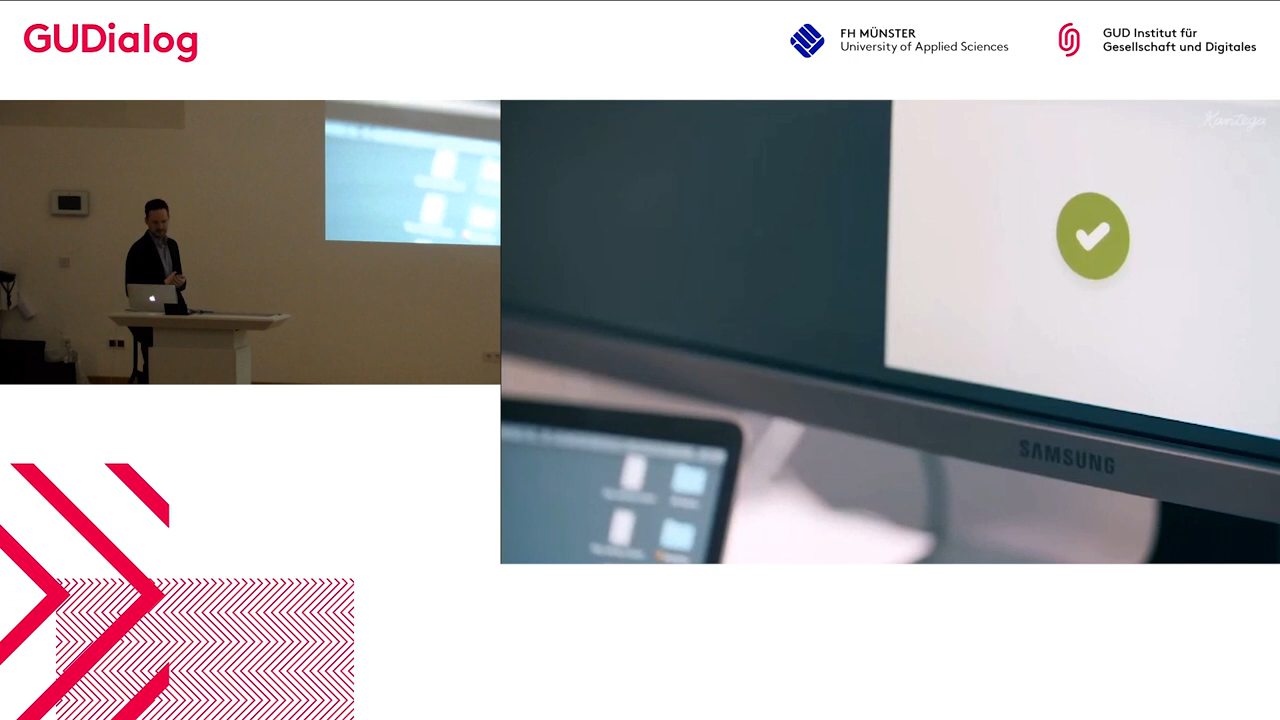 GUDialog
FH MÜNSTER
University of Applied Sciences
GUD Institut für
Gesellschaft und Digitales
SAMSUNG